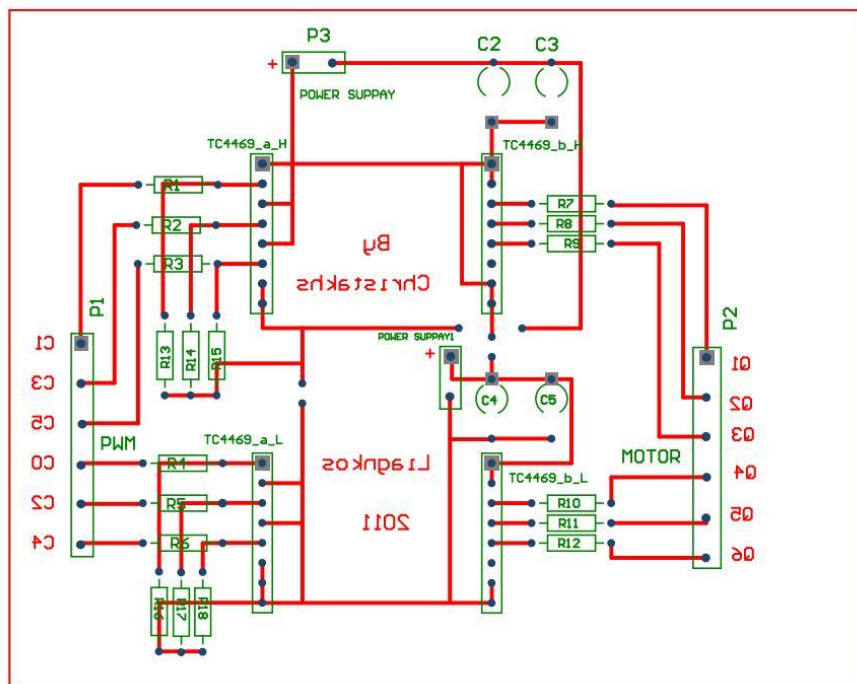 P3
C2
C3
+
POWER SUPPAY
TC4469_a_H
TC4469_b_H
R1
R2
R3
R7
R8
R9
By
Christakhs
P1
P2
POWER SUPPAY1
+
C1
C3
C5
C0
C2
C4
R13
R14
R15
C4
C5
Q1
Q2
Q3
Q4
Q5
Q6
PWM
MOTOR
TC4469_a_L
TC4469_b_L
R4
R5
R6
Liagnkos
2011
R10
R11
R12
R16
R17
R18